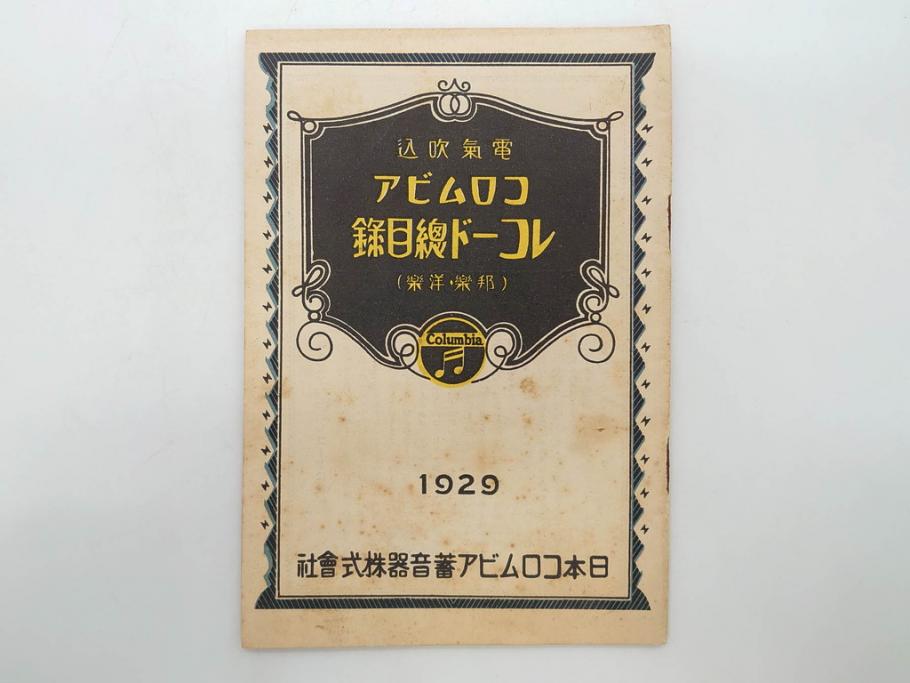 電氣吹込
コロムビア
レコード總目錄
(邦樂・洋樂)
Columbia
1929
日本コロムビア蓄音器株式會社